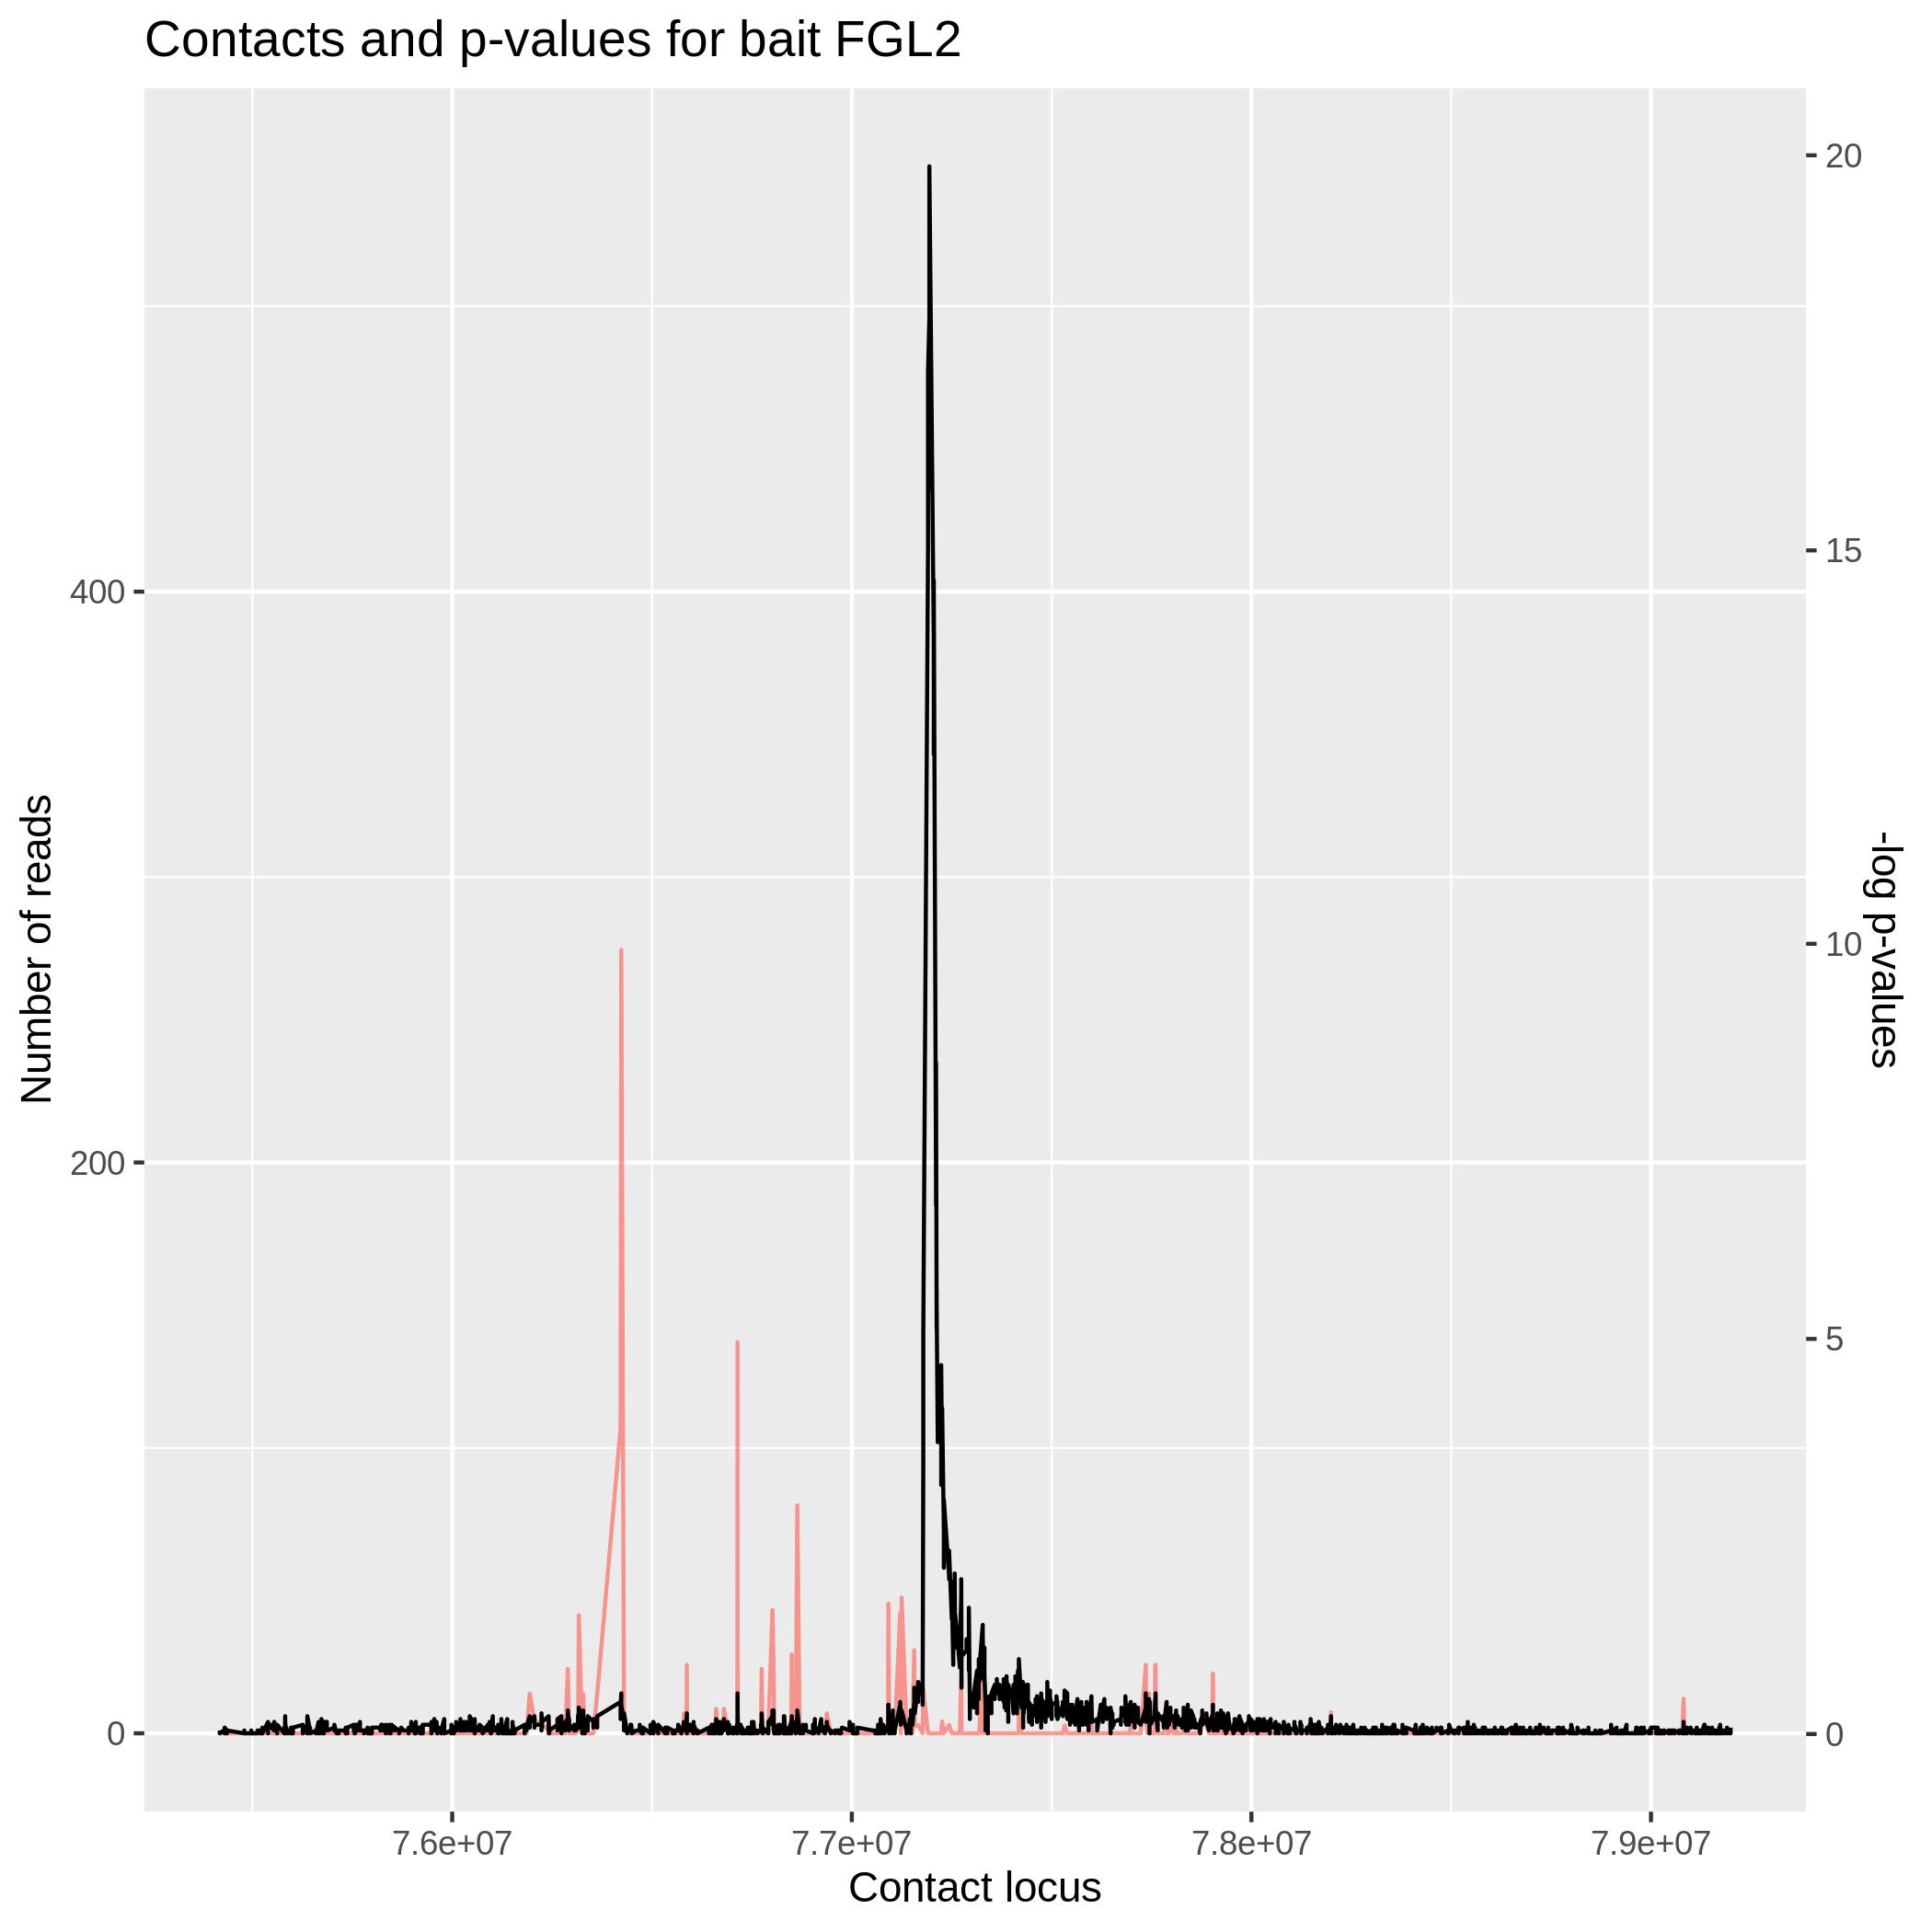 Contacts and p-values for bait FGL2
Number of reads
400
200
0
20
15
10
5
0
-log p-values
7.6e+07
7.7e+07
7.8e+07
7.9e+07
Contact locus